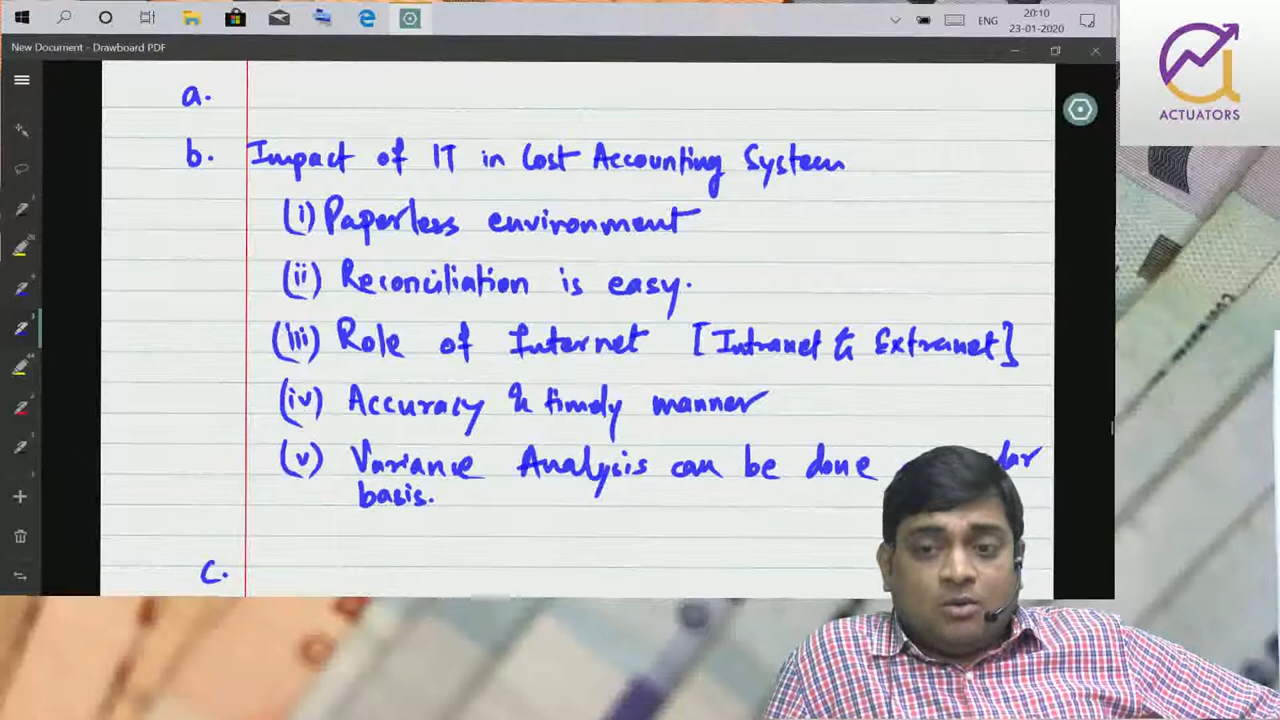 20:10
ENG
23-01-2020
New Document - Drawboard PDF
ACTUATORS
a.
b. Impact of IT in Cost Accounting System
(i) Paperless environment
(ii) Reconciliation is easy.
(iii) Role of Internet [Intranet & Extranet]
(iv) Accuracy & timely manner
(v) Variance Analysis can be done
basis.
c.